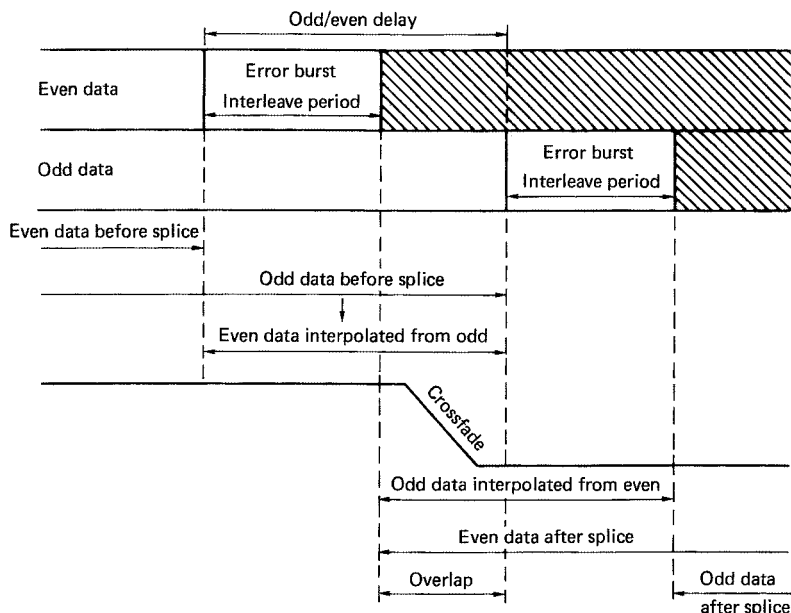 Odd/even delay
Even data
Error burst
Interleave period
Odd data
Error burst
Interleave period
Even data before splice
Odd data before splice
Even data interpolated from odd
Crossfade
Odd data interpolated from even
Even data after splice
Overlap
Odd data
after splice